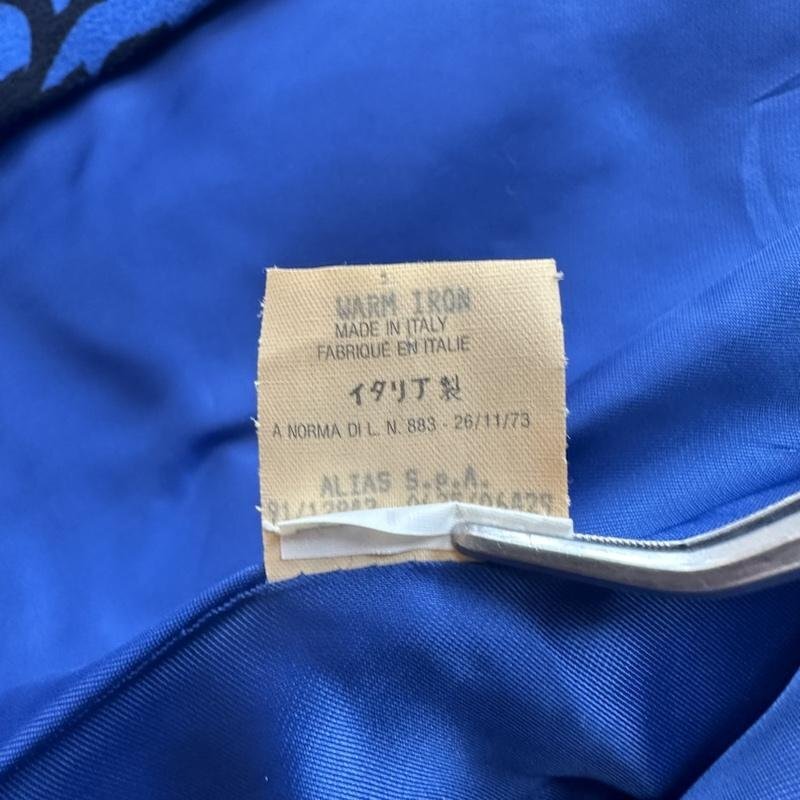 WARM IRON
MADE IN ITALY
FABRIQUÉ EN ITALIE
イタリア製
A NORMA DI L. N. 883 - 26/11/73
ALIAS S.p.A.